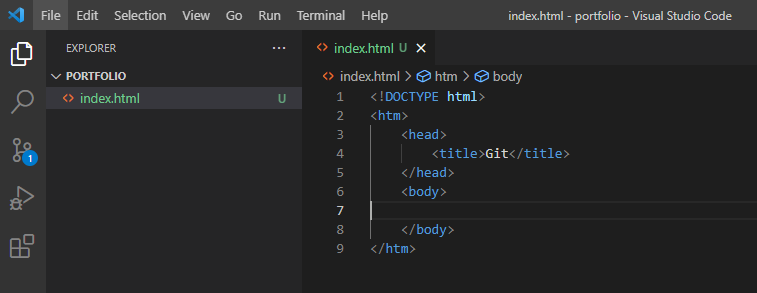 File Edit Selection View Go Run Terminal Help index.html - portfolio - Visual Studio Code
EXPLORER ...
PORTFOLIO
index.html U
1
index.html U
index.html > htm > body
1 <!DOCTYPE html>
2 <htm>
3 <head>
4 <title>Git</title>
5 </head>
6 <body>
7
8 </body>
9 </htm>